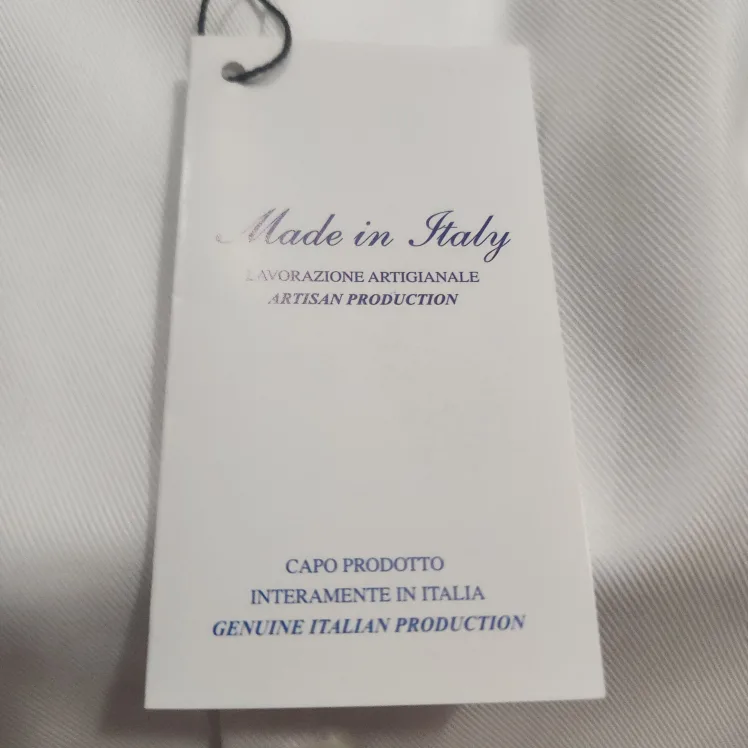 Made in Italy
LAVORAZIONE ARTIGIANALE
ARTISAN PRODUCTION
CAPO PRODOTTO
INTERAMENTE IN ITALIA
GENUINE ITALIAN PRODUCTION